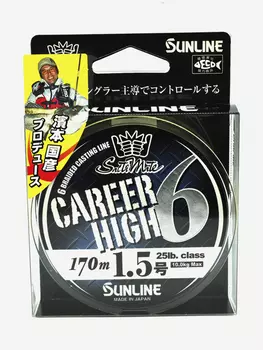 SUNLINE
ングラー主導でコントロールする
SUNLINE
濱本国彦
プロデュース
6 BRAIDED CASTING LINE
SaltiMate
CAREER
HIGH 6
170m 1.5号
25lb. class
10.0kg Max
SUNLINE
MADE IN JAPAN